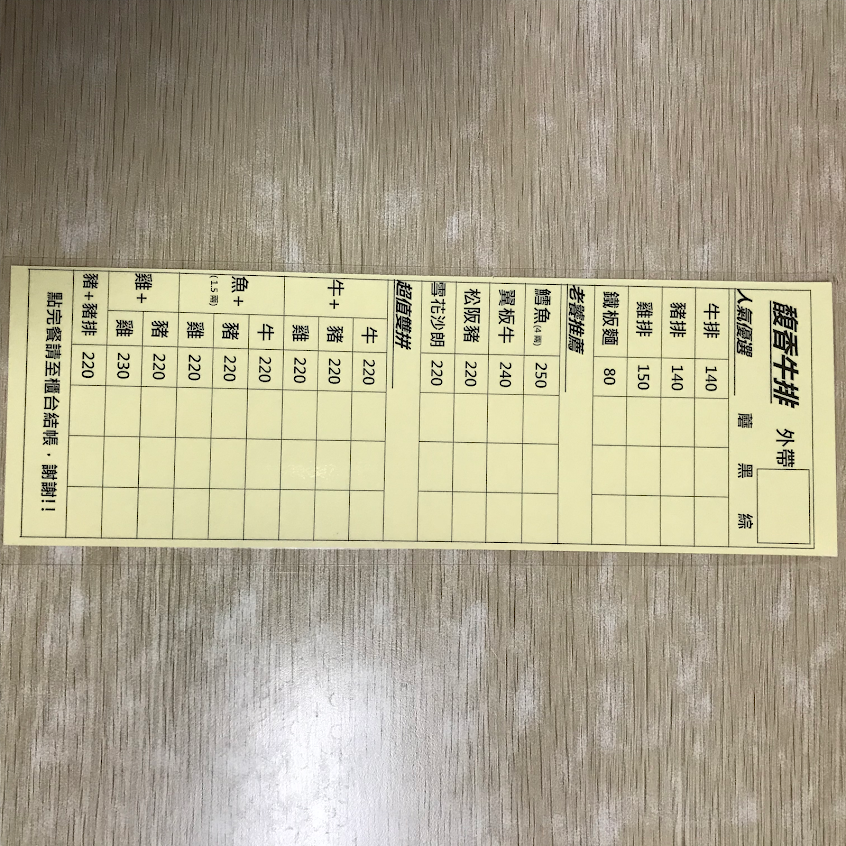 馥香牛排 外帶
人氣優選 蘑 黑 綜
牛排 140
豬排 140
雞排 150
鐵板麵 80
老饕推薦
鱈魚(4兩) 250
翼板牛 240
松阪豬 220
雪花沙朗 220
超值雙拼
牛+ 牛 220
豬 220
雞 220
魚+(1.5兩) 牛 220
豬 220
雞 220
雞+ 豬 220
雞 230
豬+豬排 220
點完餐請至櫃台結帳，謝謝!!